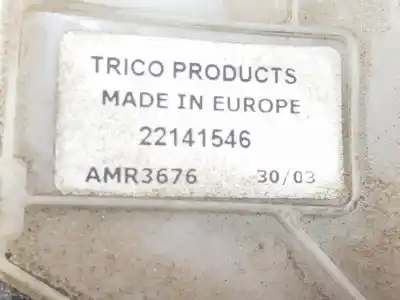 TRICO PRODUCTS
MADE IN EUROPE
22141546
AMR3676 30/03